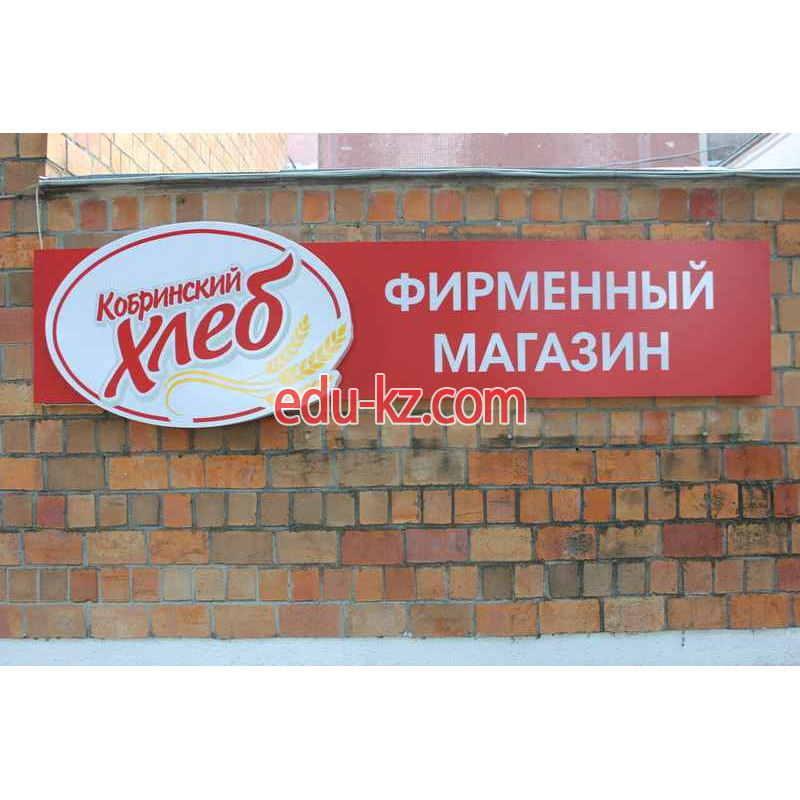 Кобринский
хлеб
ФИРМЕННЫЙ
МАГАЗИН
edu-kz.com